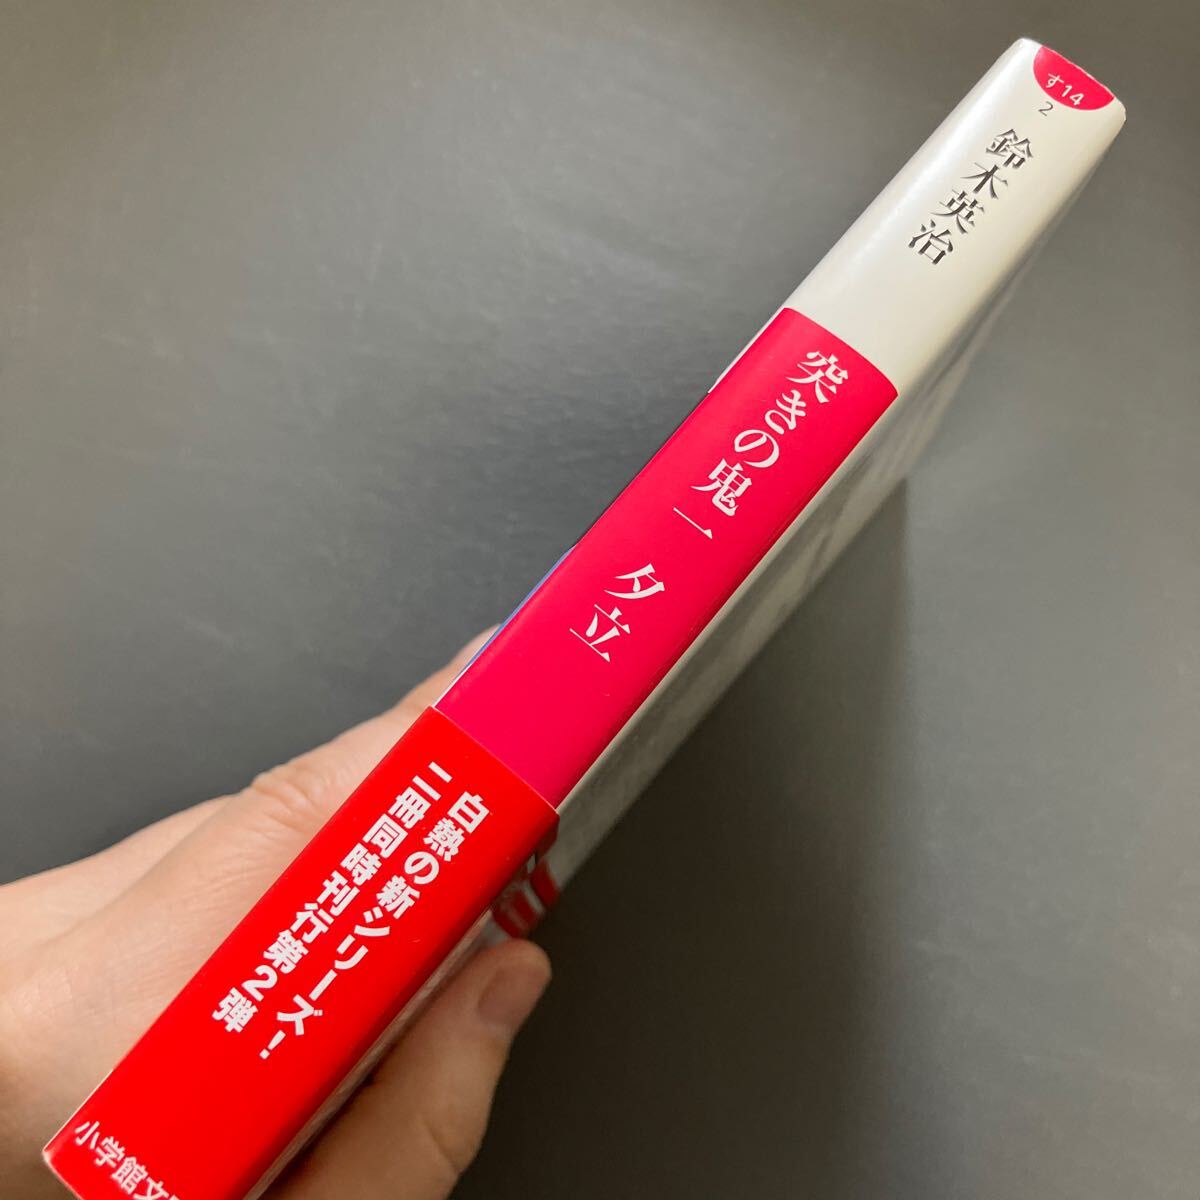 す14
2
鈴木英治
突きの鬼一 夕立
白熱の新シリーズ!
二冊同時刊行第2弾
小学館文